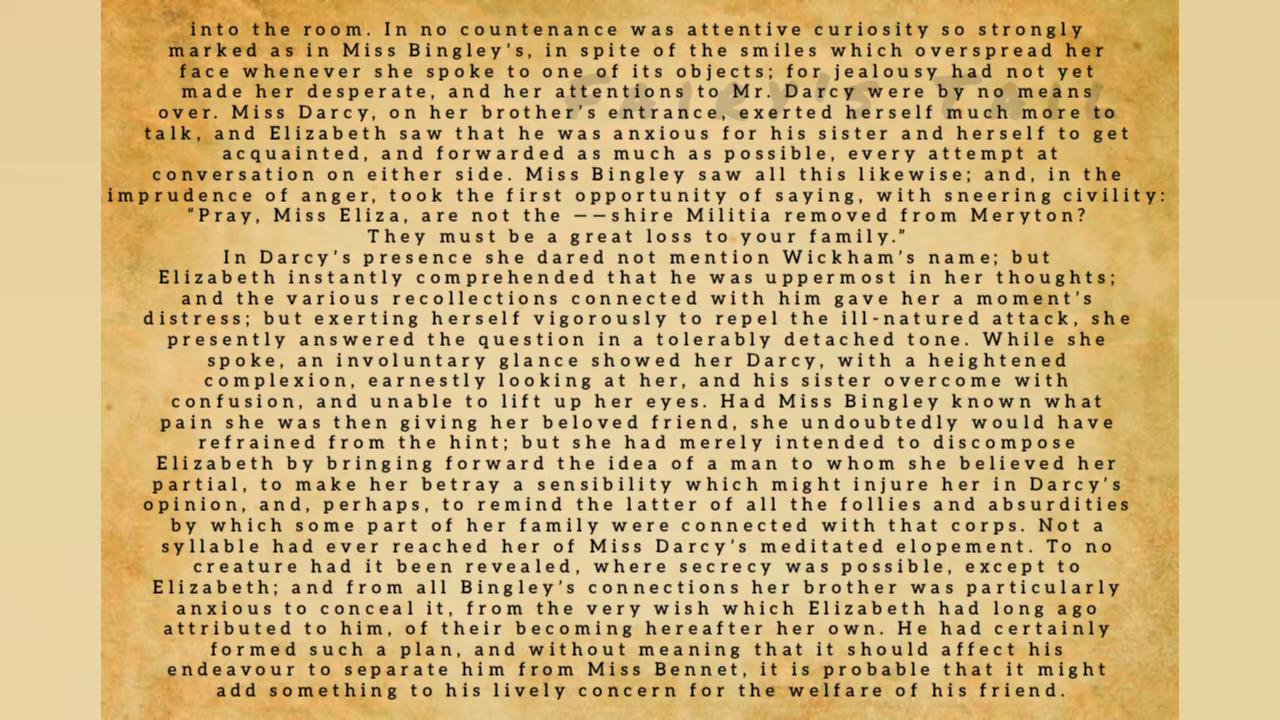 into the room. In no countenance was attentive curiosity so strongly
marked as in Miss Bingley's, in spite of the smiles which overspread her
face whenever she spoke to one of its objects; for jealousy had not yet
made her desperate, and her attentions to Mr. Darcy were by no means
over. Miss Darcy, on her brother's entrance, exerted herself much more to
talk, and Elizabeth saw that he was anxious for his sister and herself to get
acquainted, and forwarded as much as possible, every attempt at
conversation on either side. Miss Bingley saw all this likewise; and, in the
imprudence of anger, took the first opportunity of saying, with sneering civility:
“Pray, Miss Eliza, are not the ——shire Militia removed from Meryton?
They must be a great loss to your family.”
In Darcy's presence she dared not mention Wickham's name; but
Elizabeth instantly comprehended that he was uppermost in her thoughts;
and the various recollections connected with him gave her a moment's
distress; but exerting herself vigorously to repel the ill-natured attack, she
presently answered the question in a tolerably detached tone. While she
spoke, an involuntary glance showed her Darcy, with a heightened
complexion, earnestly looking at her, and his sister overcome with
confusion, and unable to lift up her eyes. Had Miss Bingley known what
pain she was then giving her beloved friend, she undoubtedly would have
refrained from the hint; but she had merely intended to discompose
Elizabeth by bringing forward the idea of a man to whom she believed her
partial, to make her betray a sensibility which might injure her in Darcy's
opinion, and, perhaps, to remind the latter of all the follies and absurdities
by which some part of her family were connected with that corps. Not a
syllable had ever reached her of Miss Darcy's meditated elopement. To no
creature had it been revealed, where secrecy was possible, except to
Elizabeth; and from all Bingley's connections her brother was particularly
anxious to conceal it, from the very wish which Elizabeth had long ago
attributed to him, of their becoming hereafter her own. He had certainly
formed such a plan, and without meaning that it should affect his
endeavour to separate him from Miss Bennet, it is probable that it might
add something to his lively concern for the welfare of his friend.